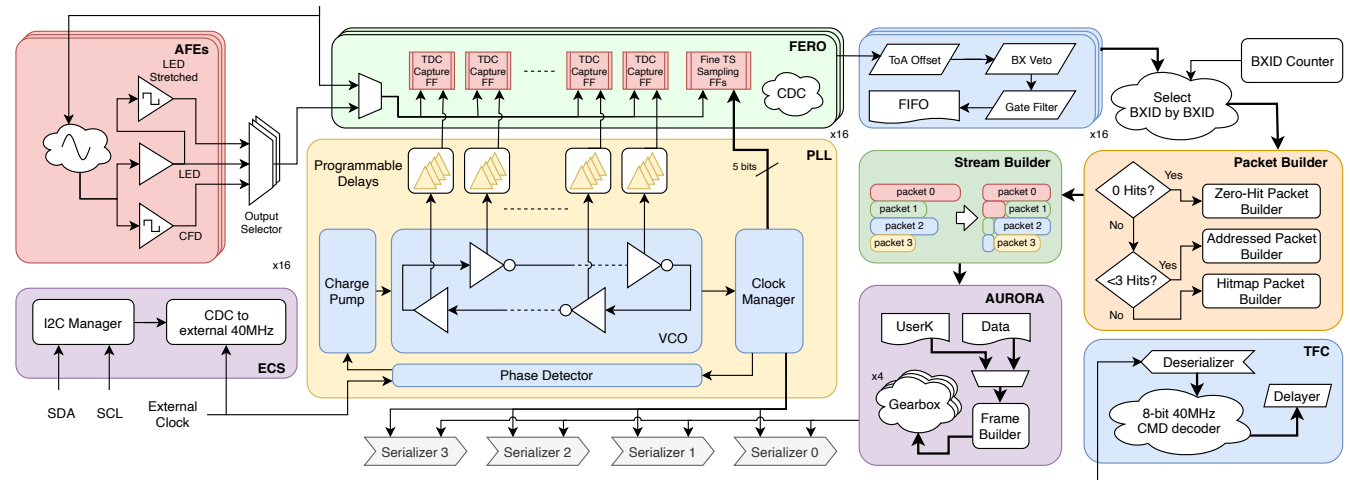 AFEs
LED
Stretched
LED
CFD
Output
Selector
x16
FERO
TDC
Capture
FF
TDC
Capture
FF
TDC
Capture
FF
TDC
Capture
FF
Fine TS
Sampling
FFs
CDC
x16
ToA Offset
BX Veto
FIFO
Gate Filter
x16
BXID Counter
Select
BXID by BXID
PLL
Programmable
Delays
5 bits
Charge
Pump
VCO
Clock
Manager
Phase Detector
Stream Builder
packet 0
packet 1
packet 2
packet 3
packet 0
packet 1
packet 2
packet 3
Packet Builder
0 Hits?
Yes
Zero-Hit Packet
Builder
No
<3 Hits?
Yes
Addressed Packet
Builder
Hitmap Packet
Builder
No
I2C Manager
CDC to
external 40MHz
ECS
SDA
SCL
External
Clock
AURORA
UserK
Data
x4
Gearbox
Frame
Builder
TFC
Deserializer
8-bit 40MHz
CMD decoder
Delayer
Serializer 3
Serializer 2
Serializer 1
Serializer 0